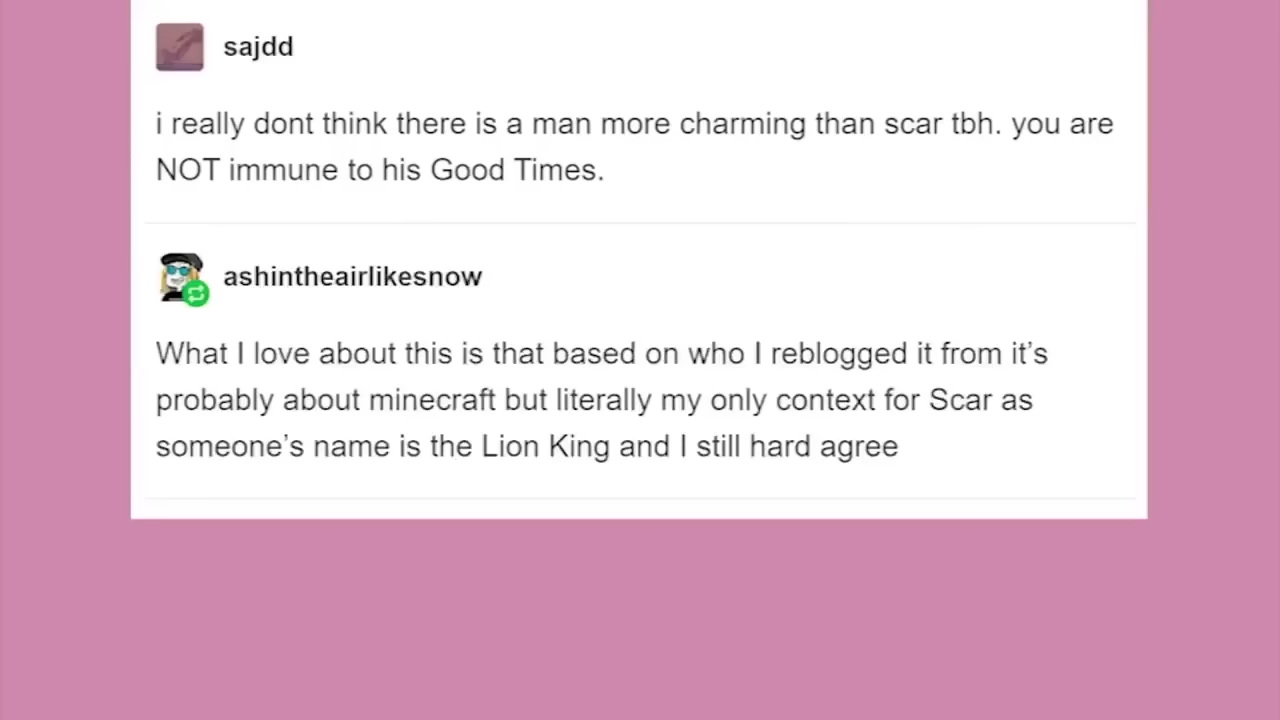 sajdd
i really dont think there is a man more charming than scar tbh. you are
NOT immune to his Good Times.
ashintheairlikesnow
What I love about this is that based on who I reblogged it from it’s
probably about minecraft but literally my only context for Scar as
someone’s name is the Lion King and I still hard agree